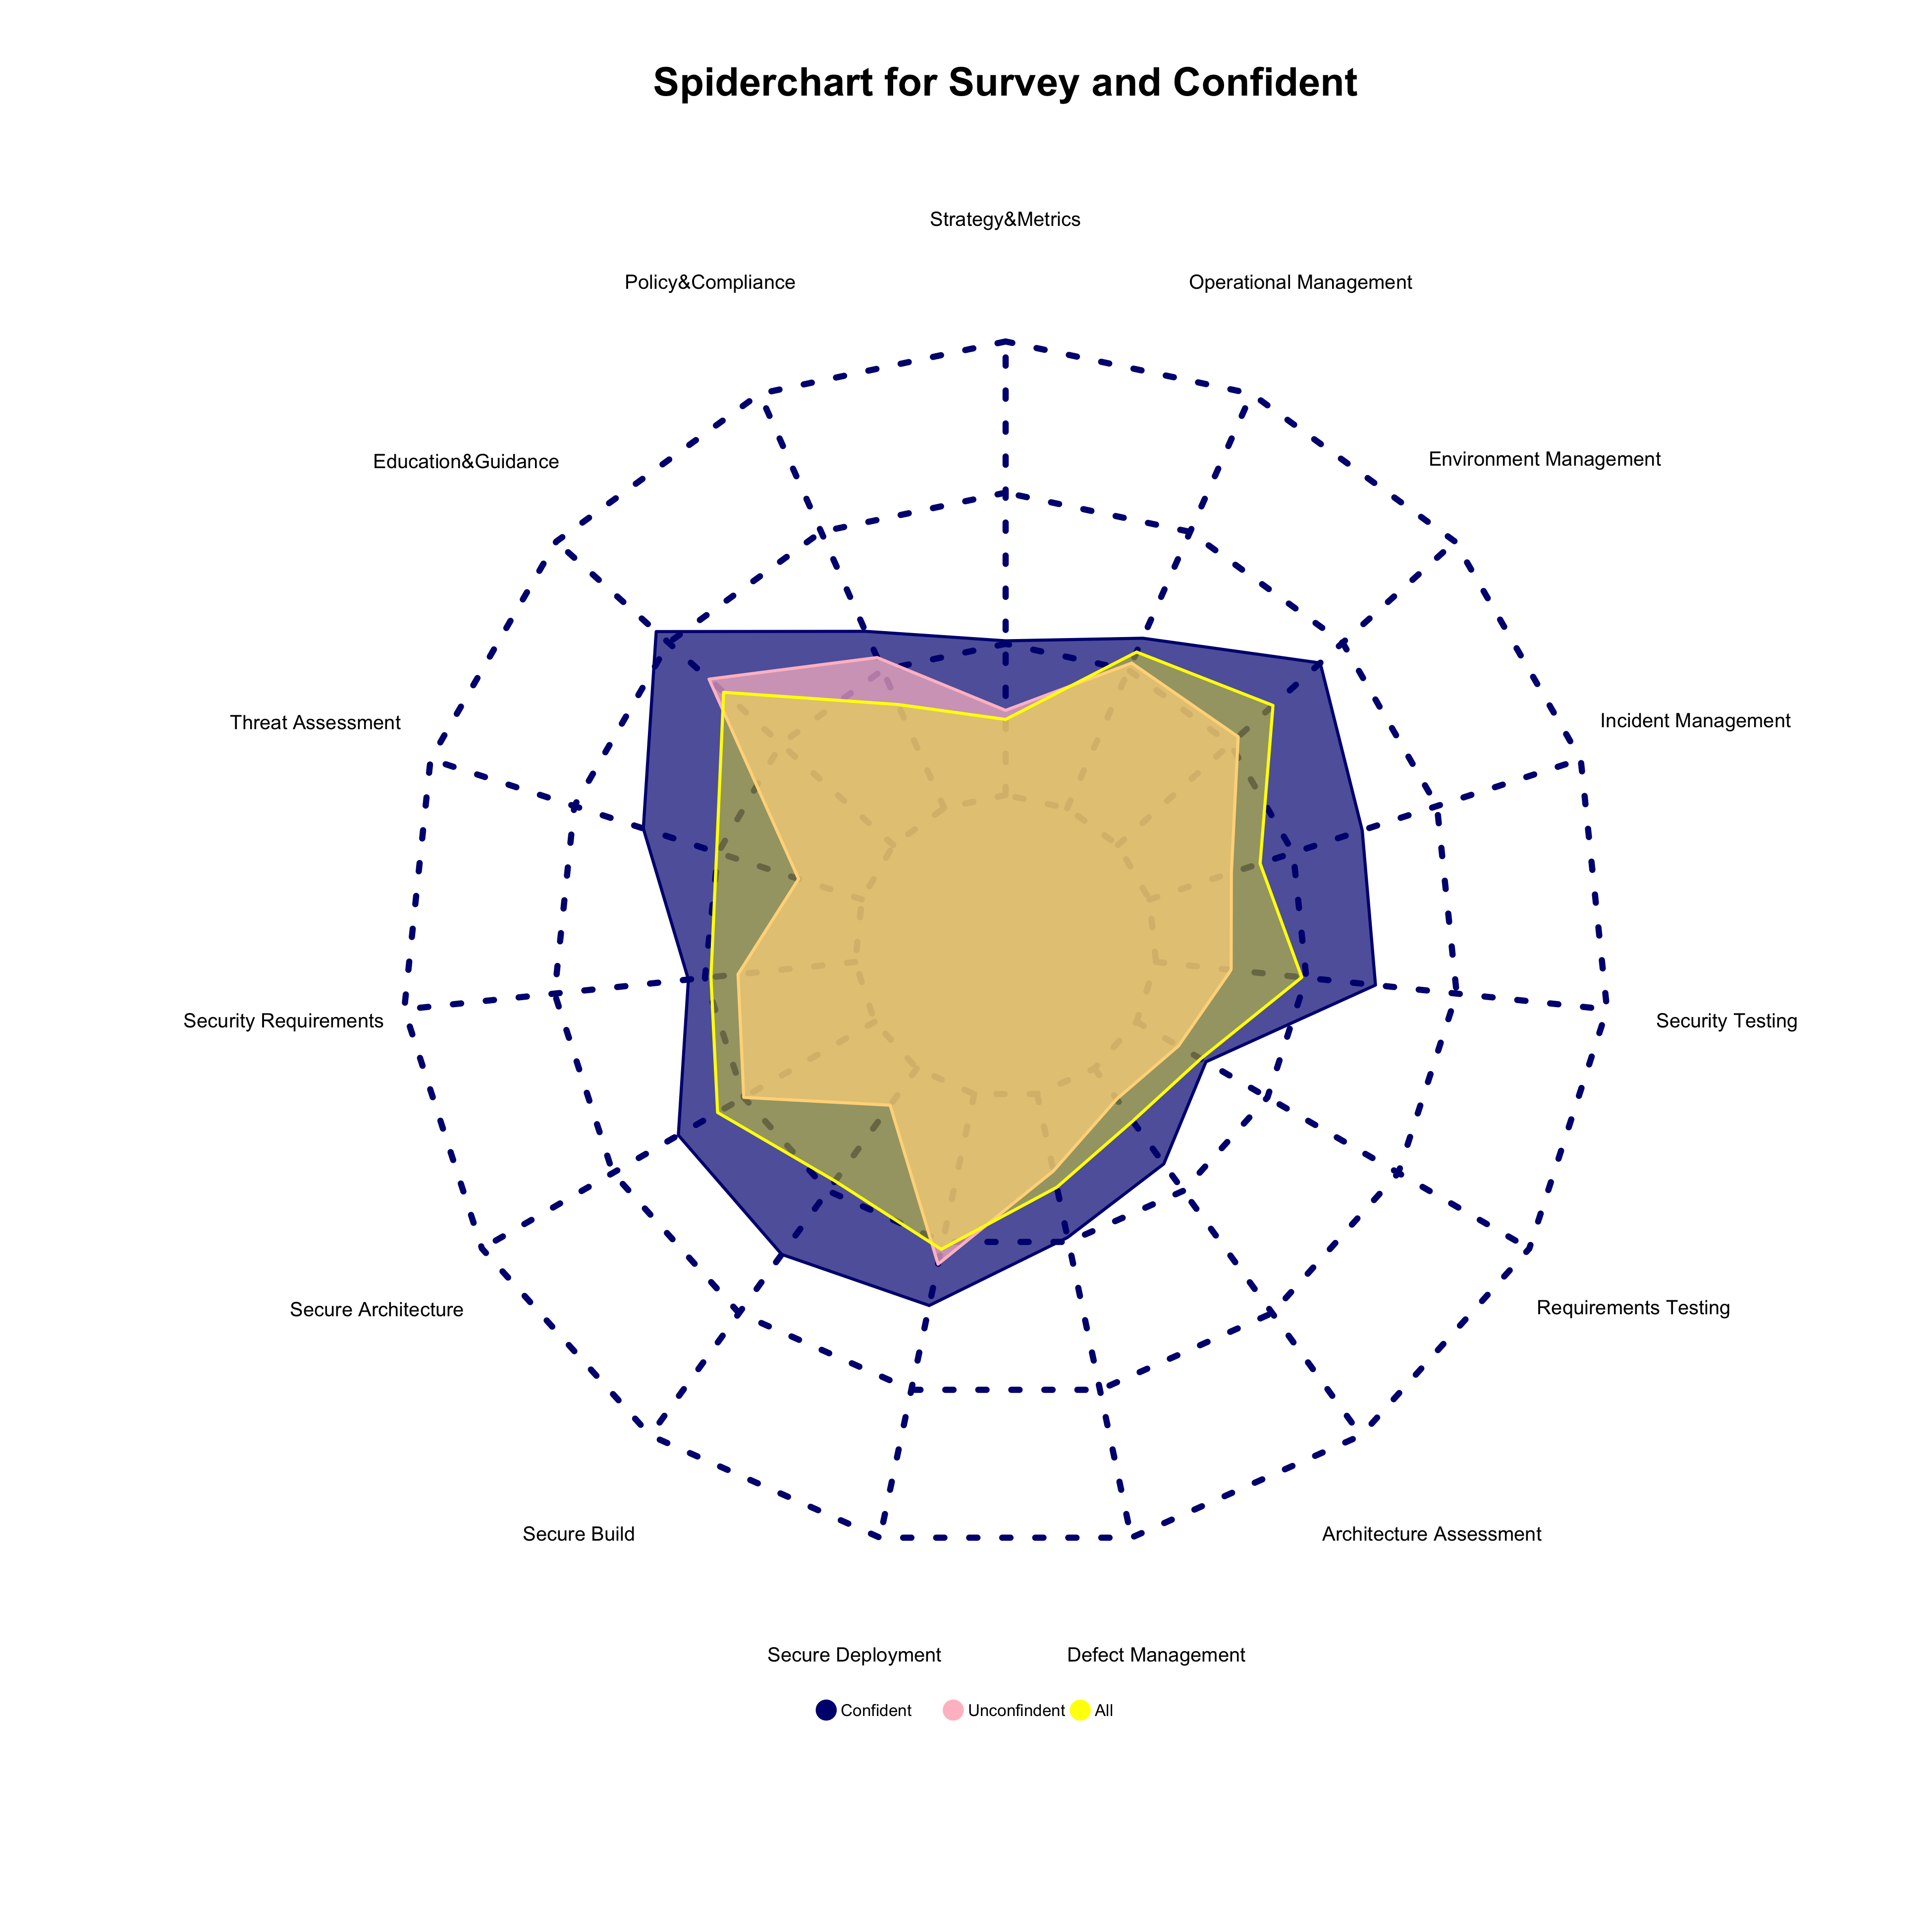 Spiderchart for Survey and Confident
Strategy&Metrics
Policy&Compliance
Operational Management
Education&Guidance
Environment Management
Threat Assessment
Incident Management
Security Requirements
Security Testing
Secure Architecture
Requirements Testing
Secure Build
Architecture Assessment
Secure Deployment
Defect Management
Confident
Unconfindent
All